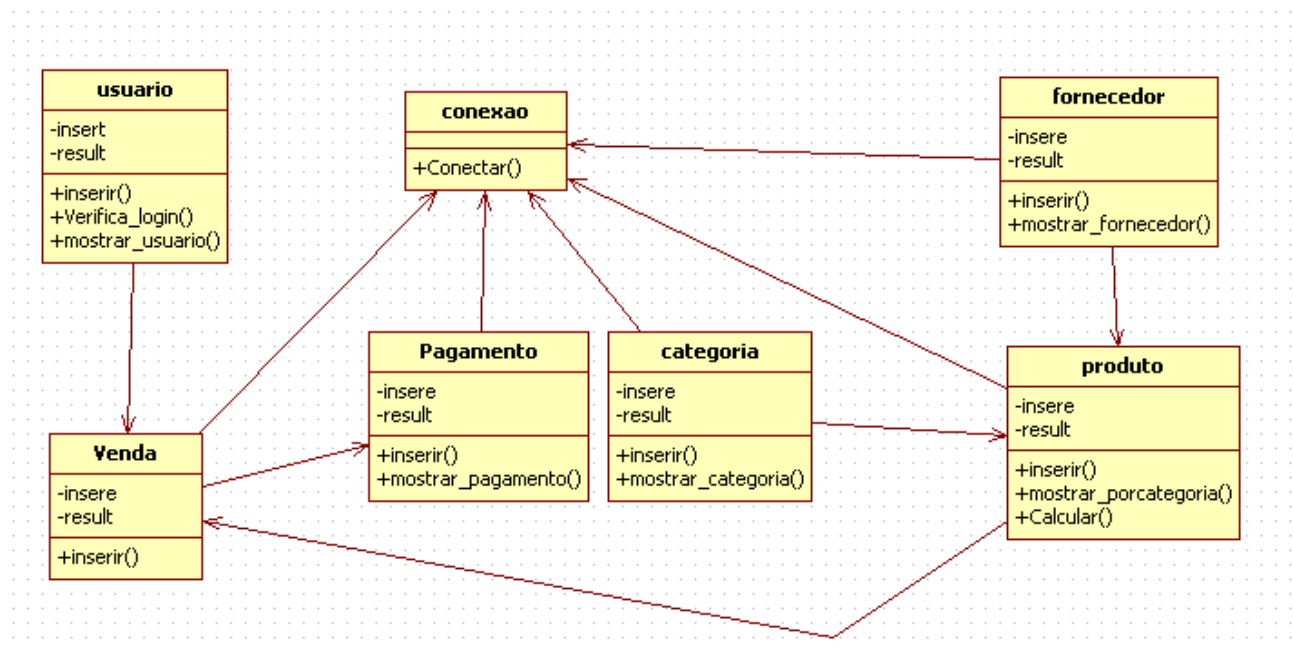 usuario
-insert
-result
+inserir()
+Verifica_login()
+mostrar_usuario()
conexao
+Conectar()
fornecedor
-insere
-result
+inserir()
+mostrar_fornecedor()
Pagamento
-insere
-result
+inserir()
+mostrar_pagamento()
categoria
-insere
-result
+inserir()
+mostrar_categoria()
produto
-insere
-result
+inserir()
+mostrar_porcategoria()
+Calcular()
Venda
-insere
-result
+inserir()